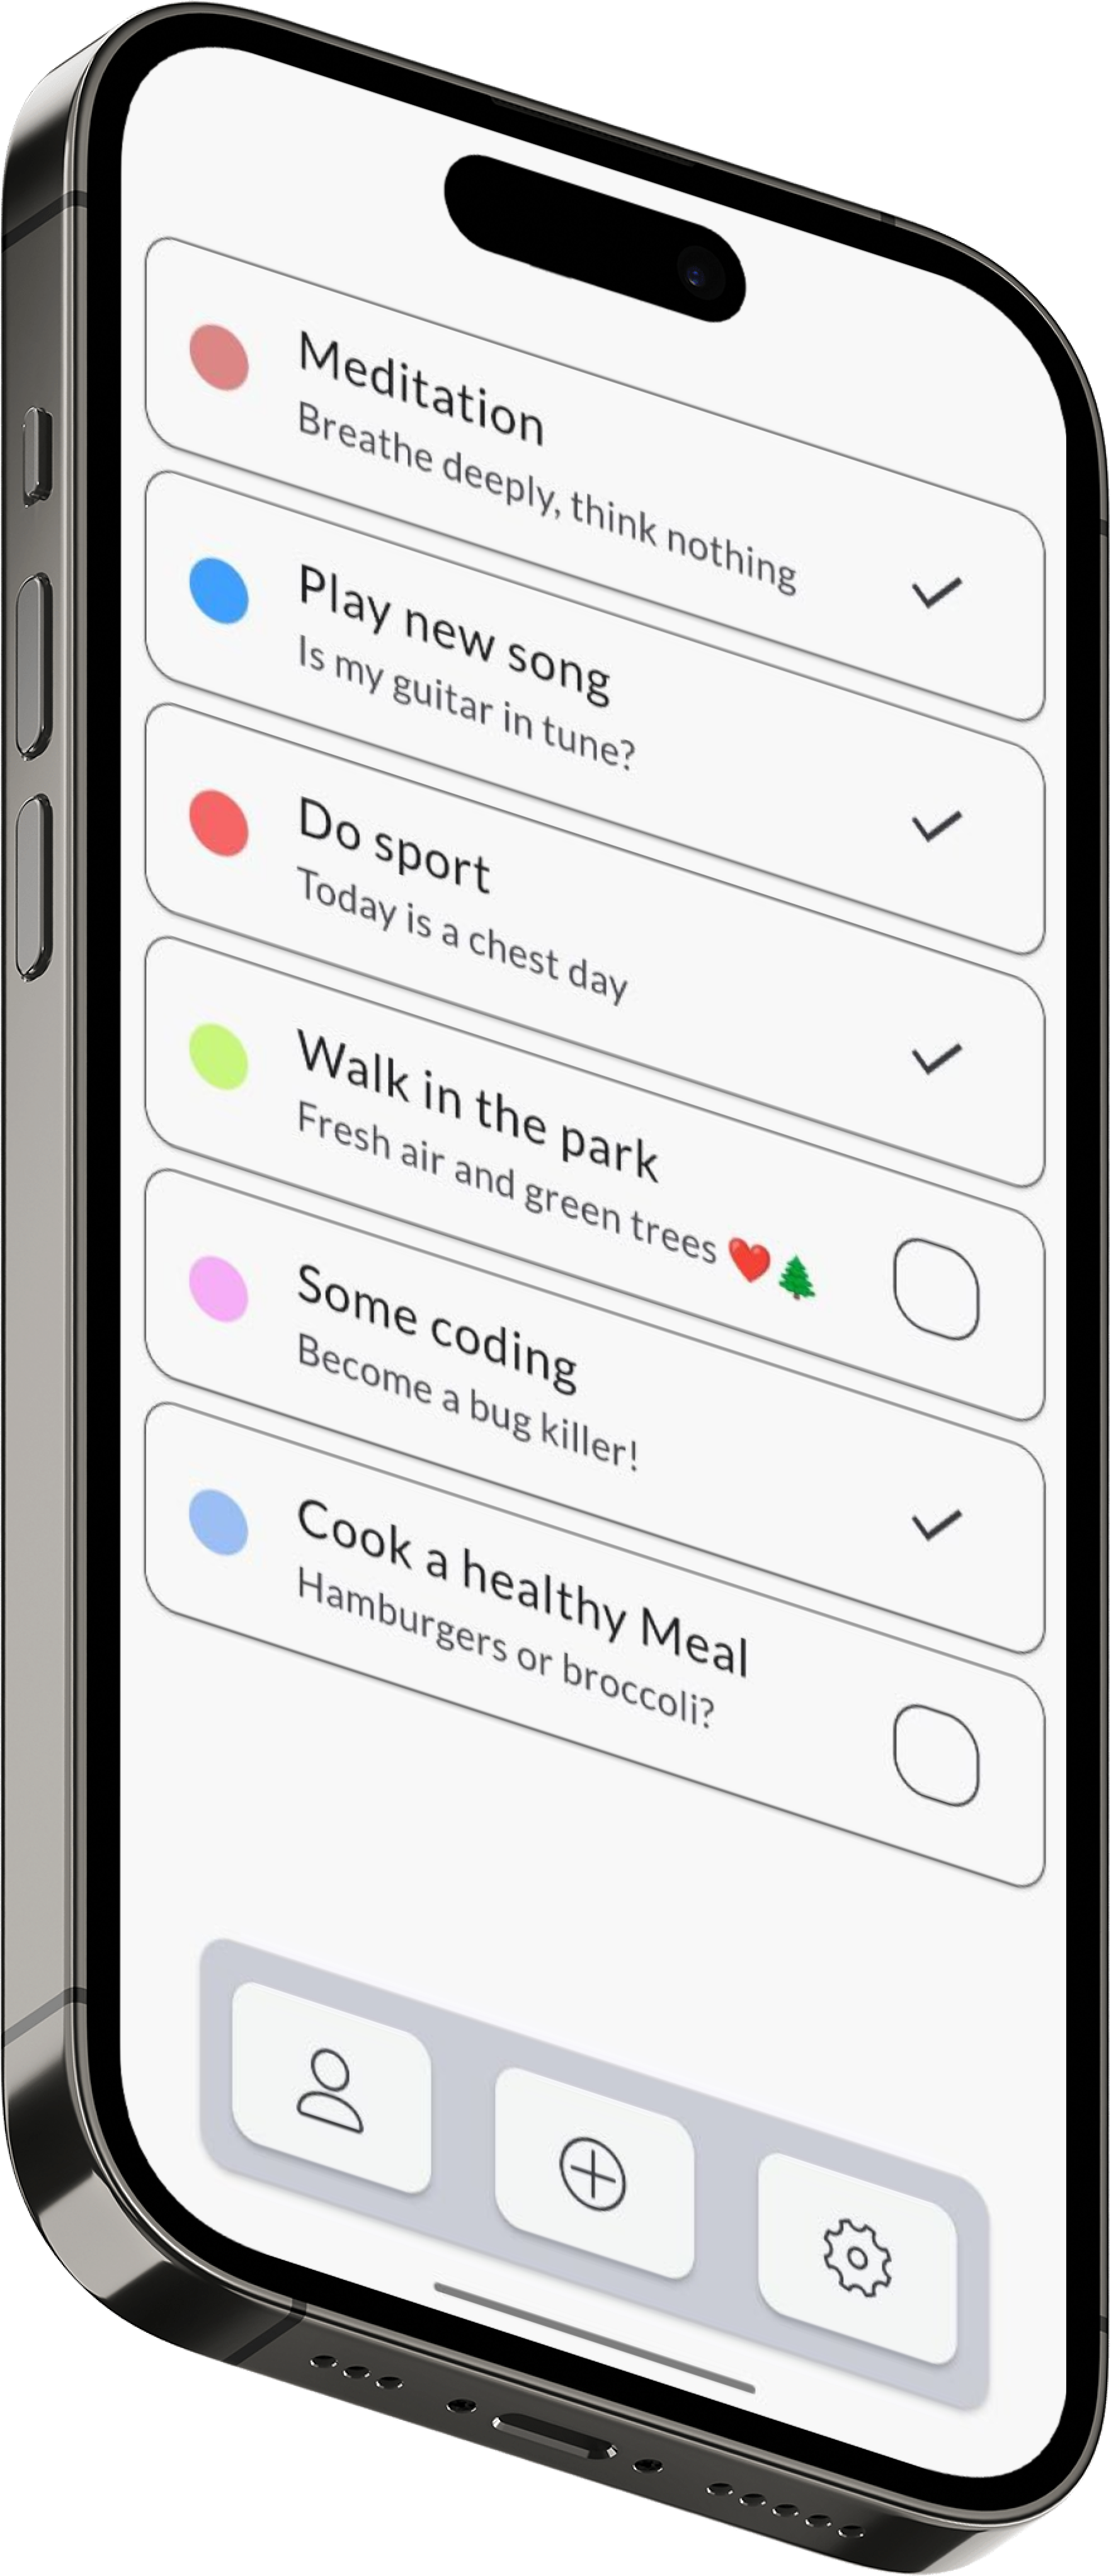 Meditation
Breathe deeply, think nothing
Play new song
Is my guitar in tune?
Do sport
Today is a chest day
Walk in the park
Fresh air and green trees ❤️🌲
Some coding
Become a bug killer!
Cook a healthy Meal
Hamburgers or broccoli?